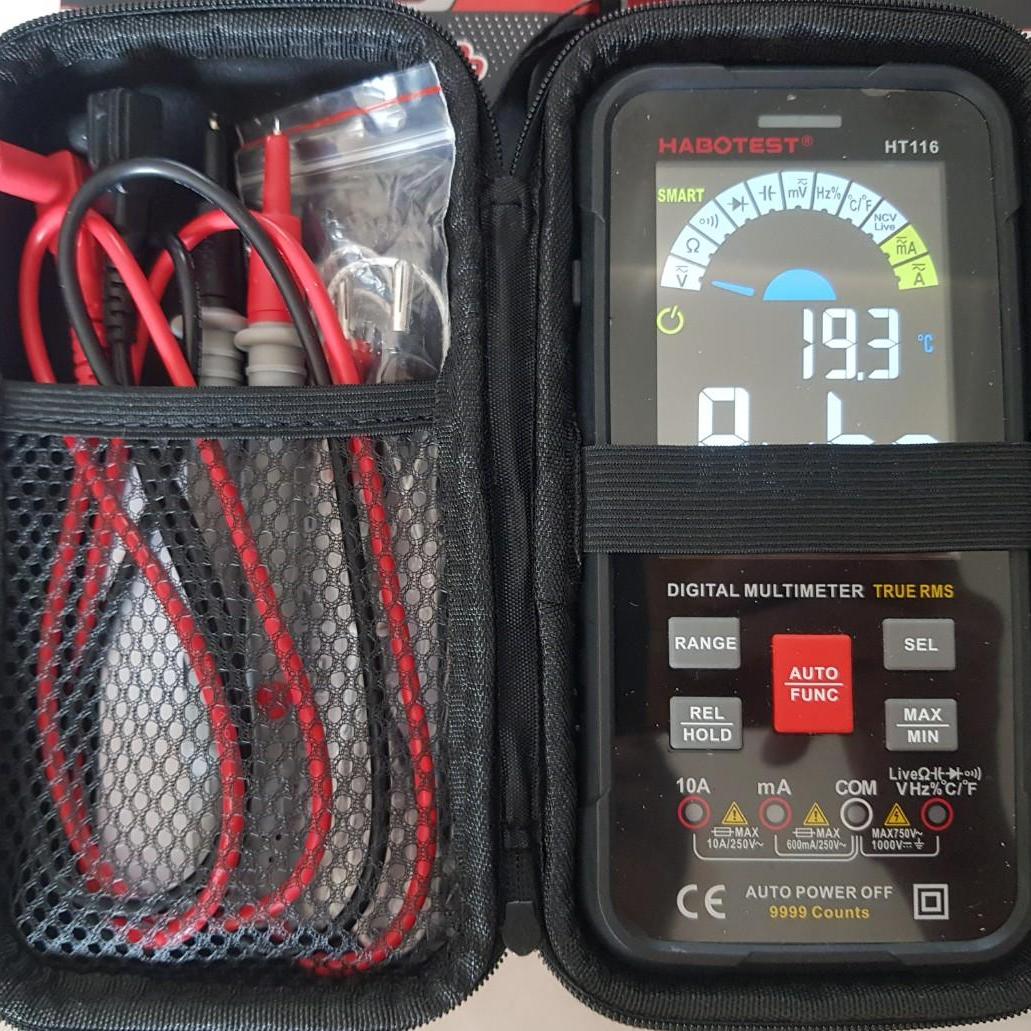 HABOTEST® HT116
SMART
V̴ Ω •))) mV̴ Hz% °C/°F NCV Live mA̴ A̴
19.3 °C
DIGITAL MULTIMETER TRUE RMS
RANGE
SEL
AUTO
FUNC
REL
HOLD
MAX
MIN
10A mA COM LiveΩ •)))
VHz%°C/°F
MAX
10A/250V~
MAX
600mA/250V~
MAX750V~
1000V⎓
CE AUTO POWER OFF
9999 Counts